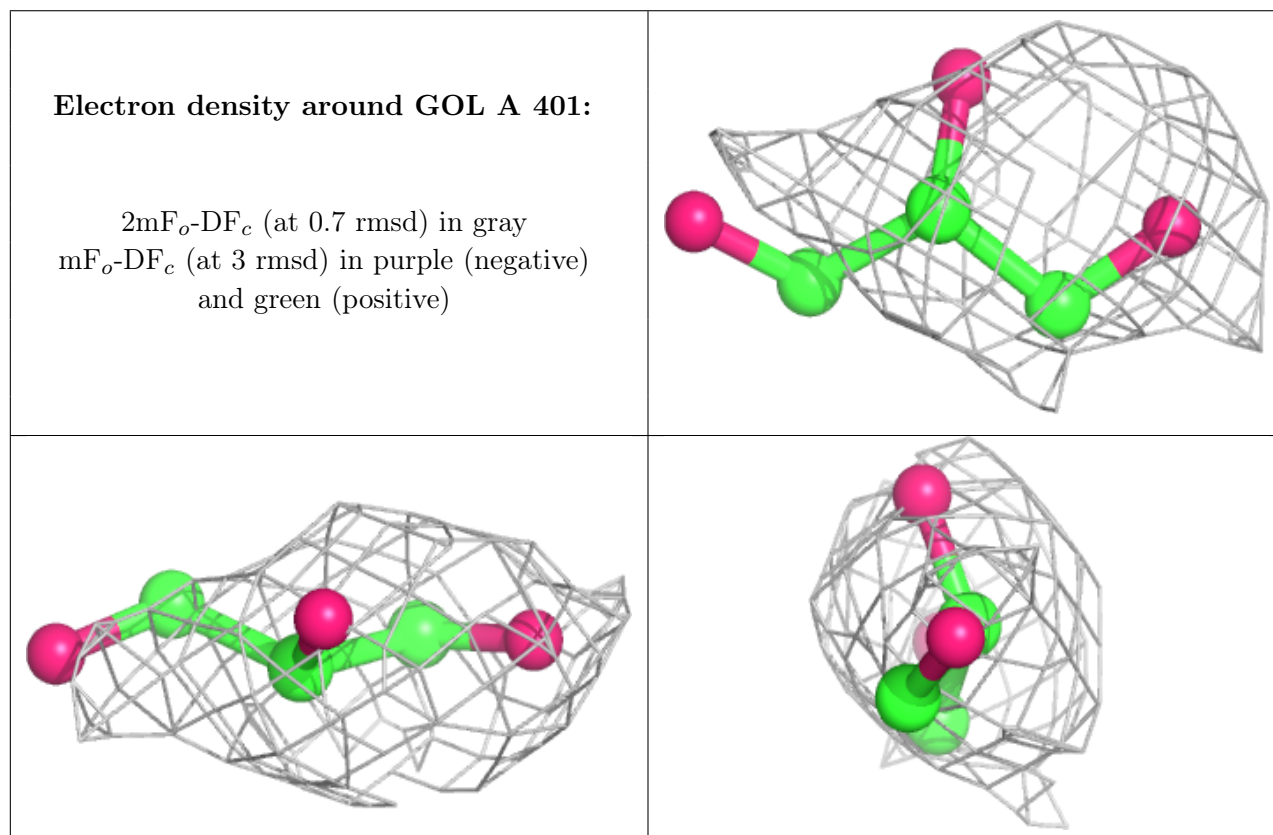 Electron density around GOL A 401:
2mFo-DFc (at 0.7 rmsd) in gray
mFo-DFc (at 3 rmsd) in purple (negative)
and green (positive)